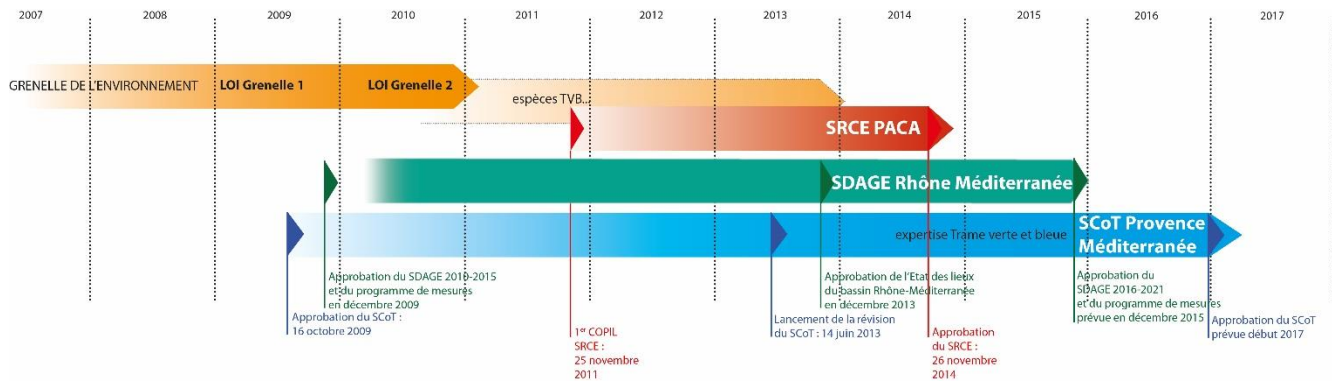 2007 2008 2009 2010 2011 2012 2013 2014 2015 2016 2017
GRENELLE DE L'ENVIRONNEMENT LOI Grenelle 1 LOI Grenelle 2
espèces TVB...
SRCE PACA
SDAGE Rhône Méditerranée
expertise Trame verte et bleue
SCoT Provence
Méditerranée
Approbation du SDAGE 2010-2015
et du programme de mesures
en décembre 2009
Approbation du SCoT :
16 octobre 2009
1er COPIL
SRCE :
25 novembre
2011
Approbation de l'Etat des lieux
du bassin Rhône-Méditerranée
en décembre 2013
Lancement de la révision
du SCoT : 14 juin 2013
Approbation
du SRCE :
26 novembre
2014
Approbation du
SDAGE 2016-2021
et du programme de mesures
prévue en décembre 2015
Approbation du SCoT
prévue début 2017